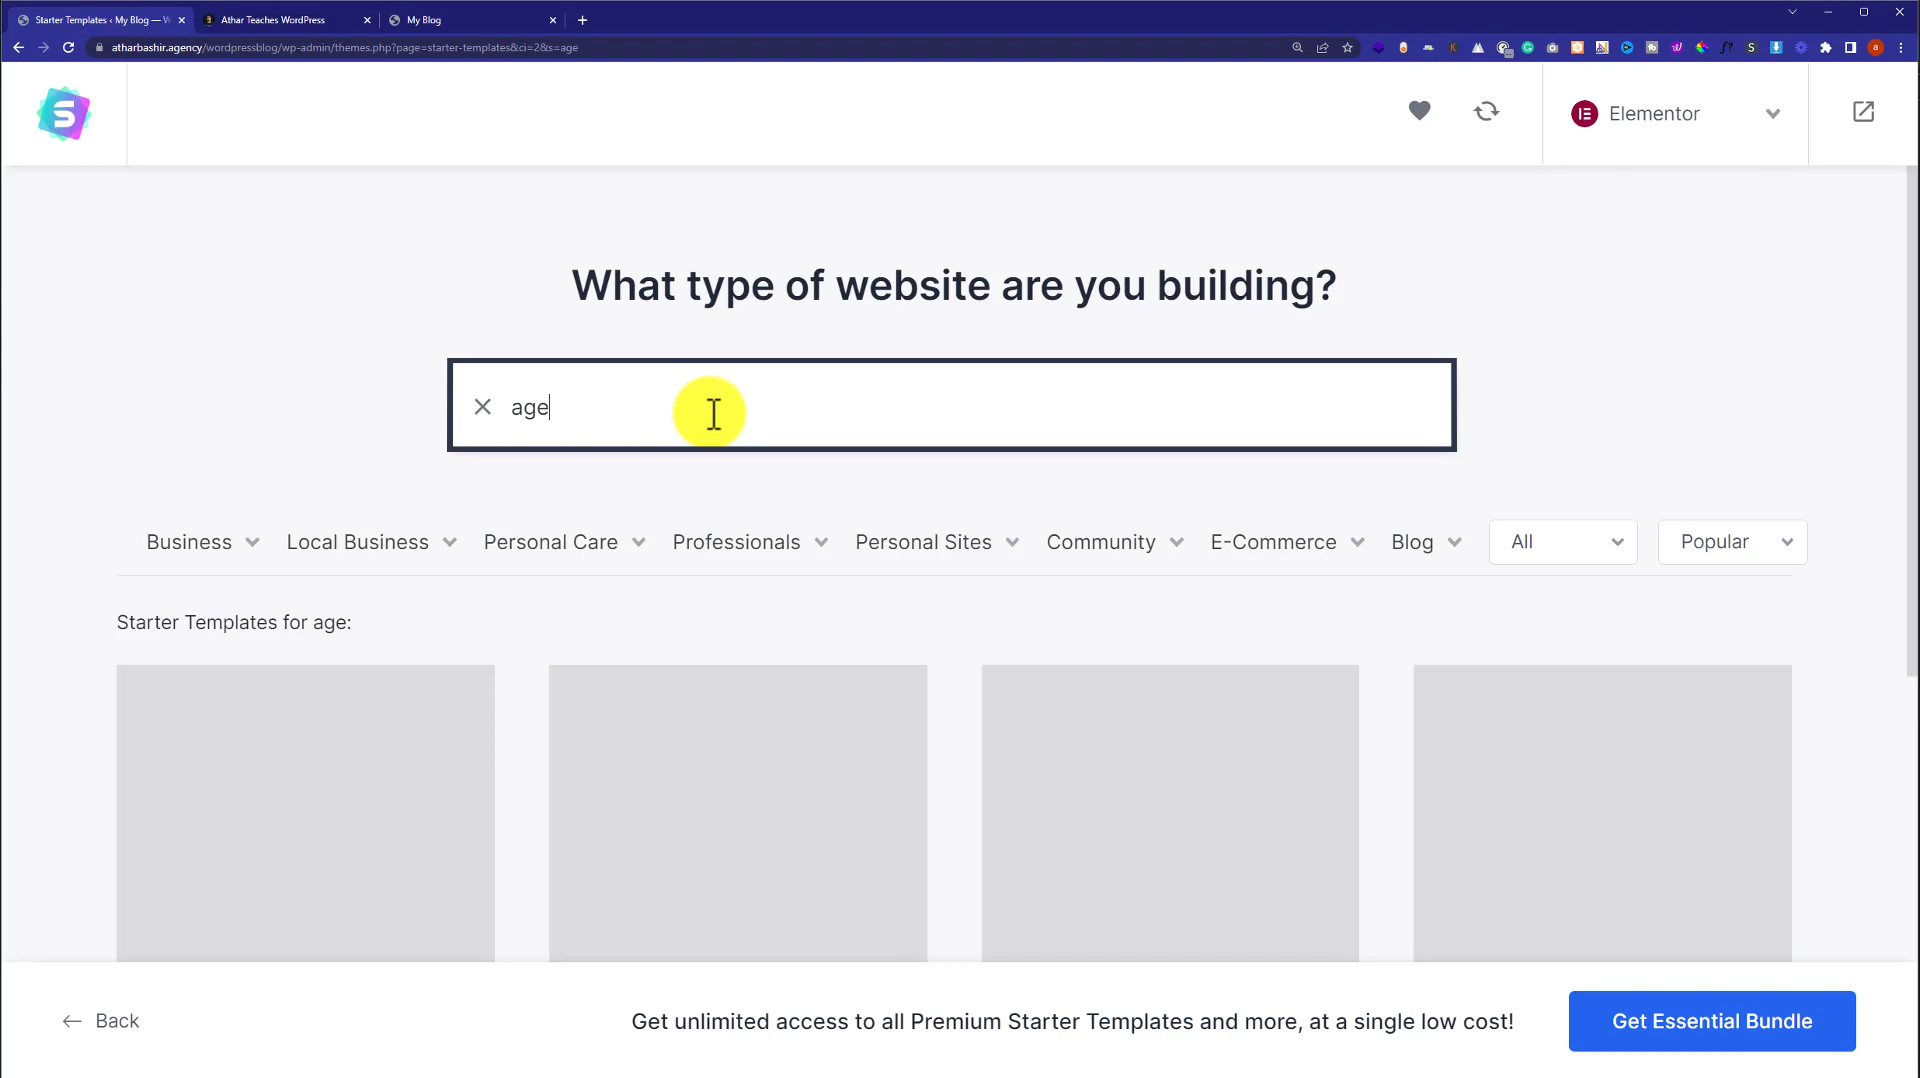 Starter Templates ‹ My Blog — W
Athar Teaches WordPress
My Blog
atharbashir.agency/wordpressblog/wp-admin/themes.php?page=starter-templates&ci=2&s=age
Elementor
What type of website are you building?
age
Business
Local Business
Personal Care
Professionals
Personal Sites
Community
E-Commerce
Blog
All
Popular
Starter Templates for age:
Back
Get unlimited access to all Premium Starter Templates and more, at a single low cost!
Get Essential Bundle